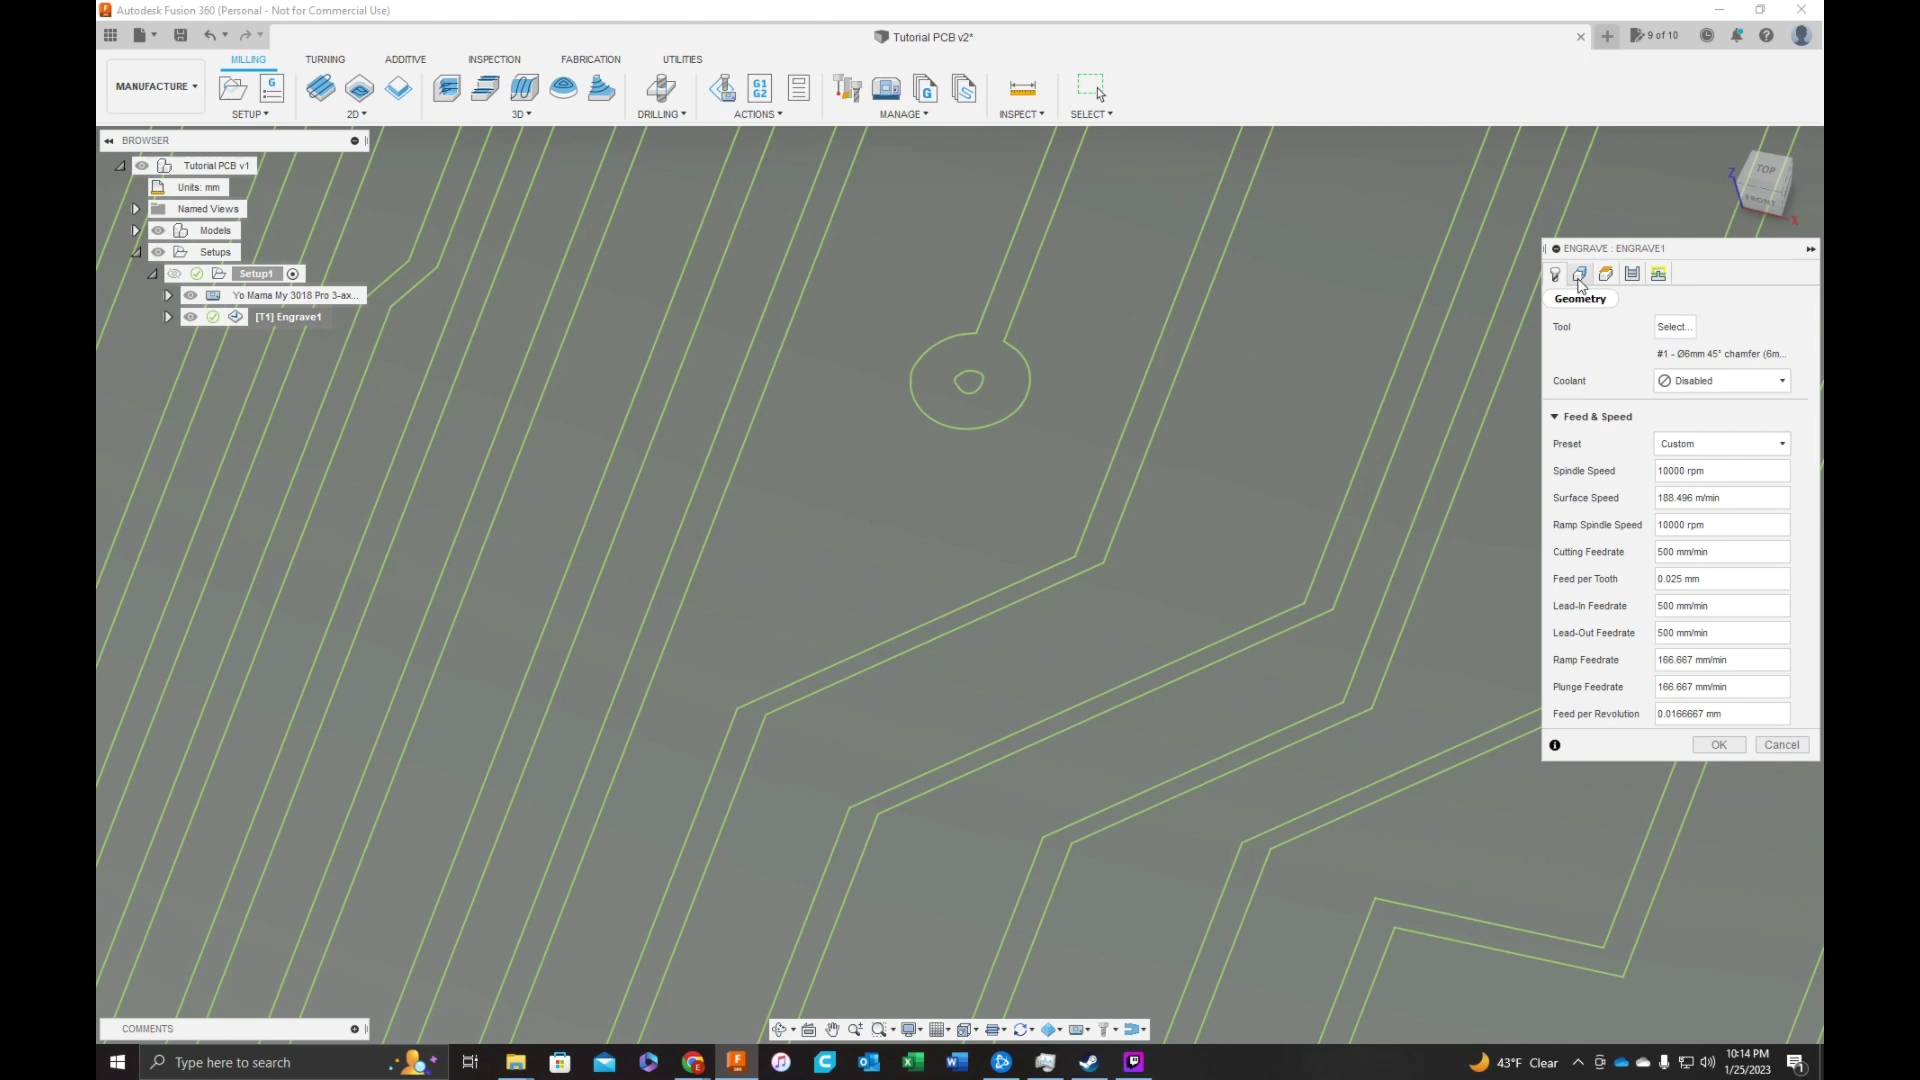 Autodesk Fusion 360 (Personal - Not for Commercial Use)
Tutorial PCB v2*
9 of 10
MILLING
TURNING
ADDITIVE
INSPECTION
FABRICATION
UTILITIES
MANUFACTURE
G
G1
G2
G
SETUP
2D
3D
DRILLING
ACTIONS
MANAGE
INSPECT
SELECT
BROWSER
Tutorial PCB v1
Units: mm
Named Views
Models
Setups
Setup1
Yo Mama My 3018 Pro 3-ax...
[T1] Engrave1
TOP
FRONT
Z
X
ENGRAVE : ENGRAVE1
Geometry
Tool
Select...
#1 - Ø6mm 45° chamfer (6m...
Coolant
Disabled
Feed & Speed
Preset
Custom
Spindle Speed
10000 rpm
Surface Speed
188.496 m/min
Ramp Spindle Speed
10000 rpm
Cutting Feedrate
500 mm/min
Feed per Tooth
0.025 mm
Lead-In Feedrate
500 mm/min
Lead-Out Feedrate
500 mm/min
Ramp Feedrate
166.667 mm/min
Plunge Feedrate
166.667 mm/min
Feed per Revolution
0.0166667 mm
OK
Cancel
COMMENTS
Type here to search
43°F Clear
10:14 PM
1/25/2023